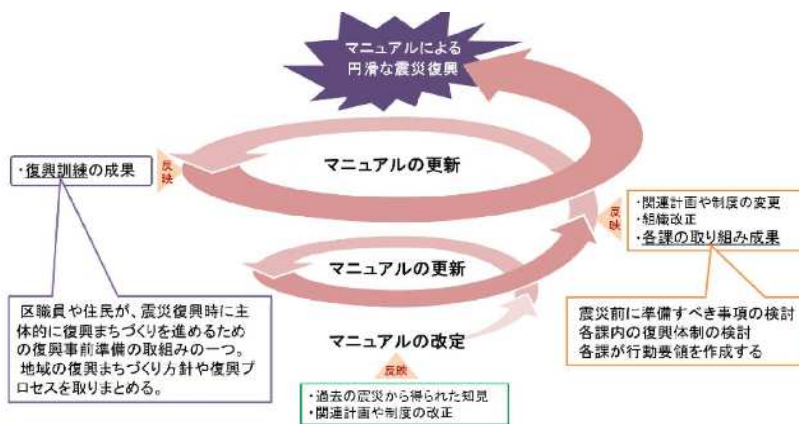 マニュアルによる
円滑な震災復興
マニュアルの更新
・復興訓練の成果
反映
反映
・関連計画や制度の変更
・組織改正
・各課の取り組み成果
マニュアルの更新
区職員や住民が、震災復興時に主
体的に復興まちづくりを進めるため
の復興事前準備の取組みの一つ。
地域の復興まちづくり方針や復興プ
ロセスを取りまとめる。
震災前に準備すべき事項の検討
各課内の復興体制の検討
各課が行動要領を作成する
マニュアルの改定
反映
・過去の震災から得られた知見
・関連計画や制度の改正